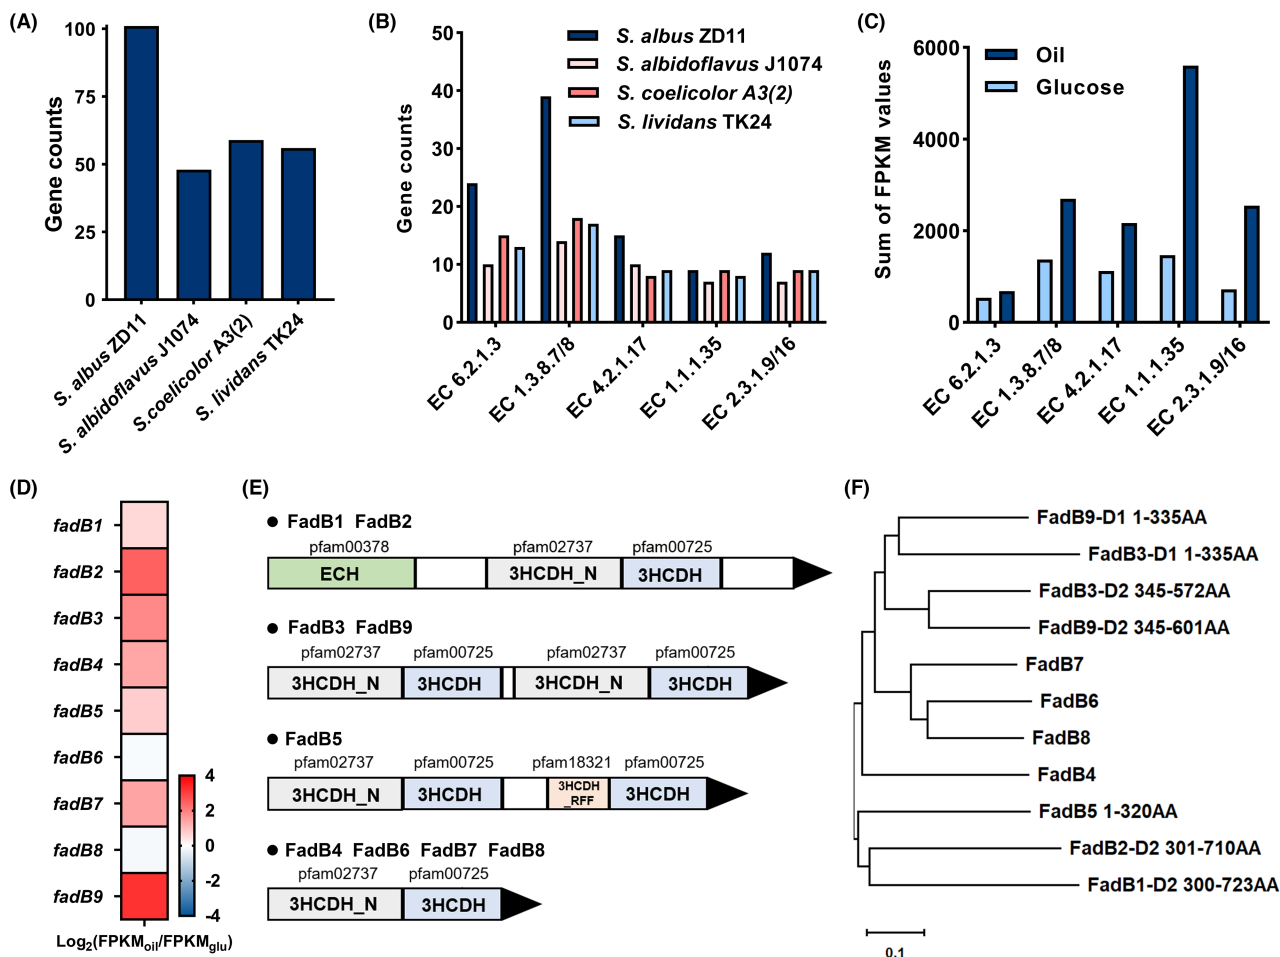 (A)
100
75
50
25
0
Gene counts
S. albus ZD11
S. albidoflavus J1074
S.coelicolor A3(2)
S. lividans TK24
(B)
50
40
30
20
10
0
Gene counts
S. albus ZD11
S. albidoflavus J1074
S. coelicolor A3(2)
S. lividans TK24
EC 6.2.1.3
EC 1.3.8.7/8
EC 4.2.1.17
EC 1.1.1.35
EC 2.3.1.9/16
(C)
6000
4000
2000
0
Sum of FPKM values
Oil
Glucose
EC 6.2.1.3
EC 1.3.8.7/8
EC 4.2.1.17
EC 1.1.1.35
EC 2.3.1.9/16
(D)
fadB1
fadB2
fadB3
fadB4
fadB5
fadB6
fadB7
fadB8
fadB9
4
2
0
-2
-4
Log2(FPKMoil/FPKMglu)
(E)
● FadB1 FadB2
pfam00378 pfam02737 pfam00725
ECH 3HCDH_N 3HCDH
● FadB3 FadB9
pfam02737 pfam00725 pfam02737 pfam00725
3HCDH_N 3HCDH 3HCDH_N 3HCDH
● FadB5
pfam02737 pfam00725 pfam18321 pfam00725
3HCDH_N 3HCDH 3HCDH _RFF 3HCDH
● FadB4 FadB6 FadB7 FadB8
pfam02737 pfam00725
3HCDH_N 3HCDH
(F)
FadB9-D1 1-335AA
FadB3-D1 1-335AA
FadB3-D2 345-572AA
FadB9-D2 345-601AA
FadB7
FadB6
FadB8
FadB4
FadB5 1-320AA
FadB2-D2 301-710AA
FadB1-D2 300-723AA
0.1